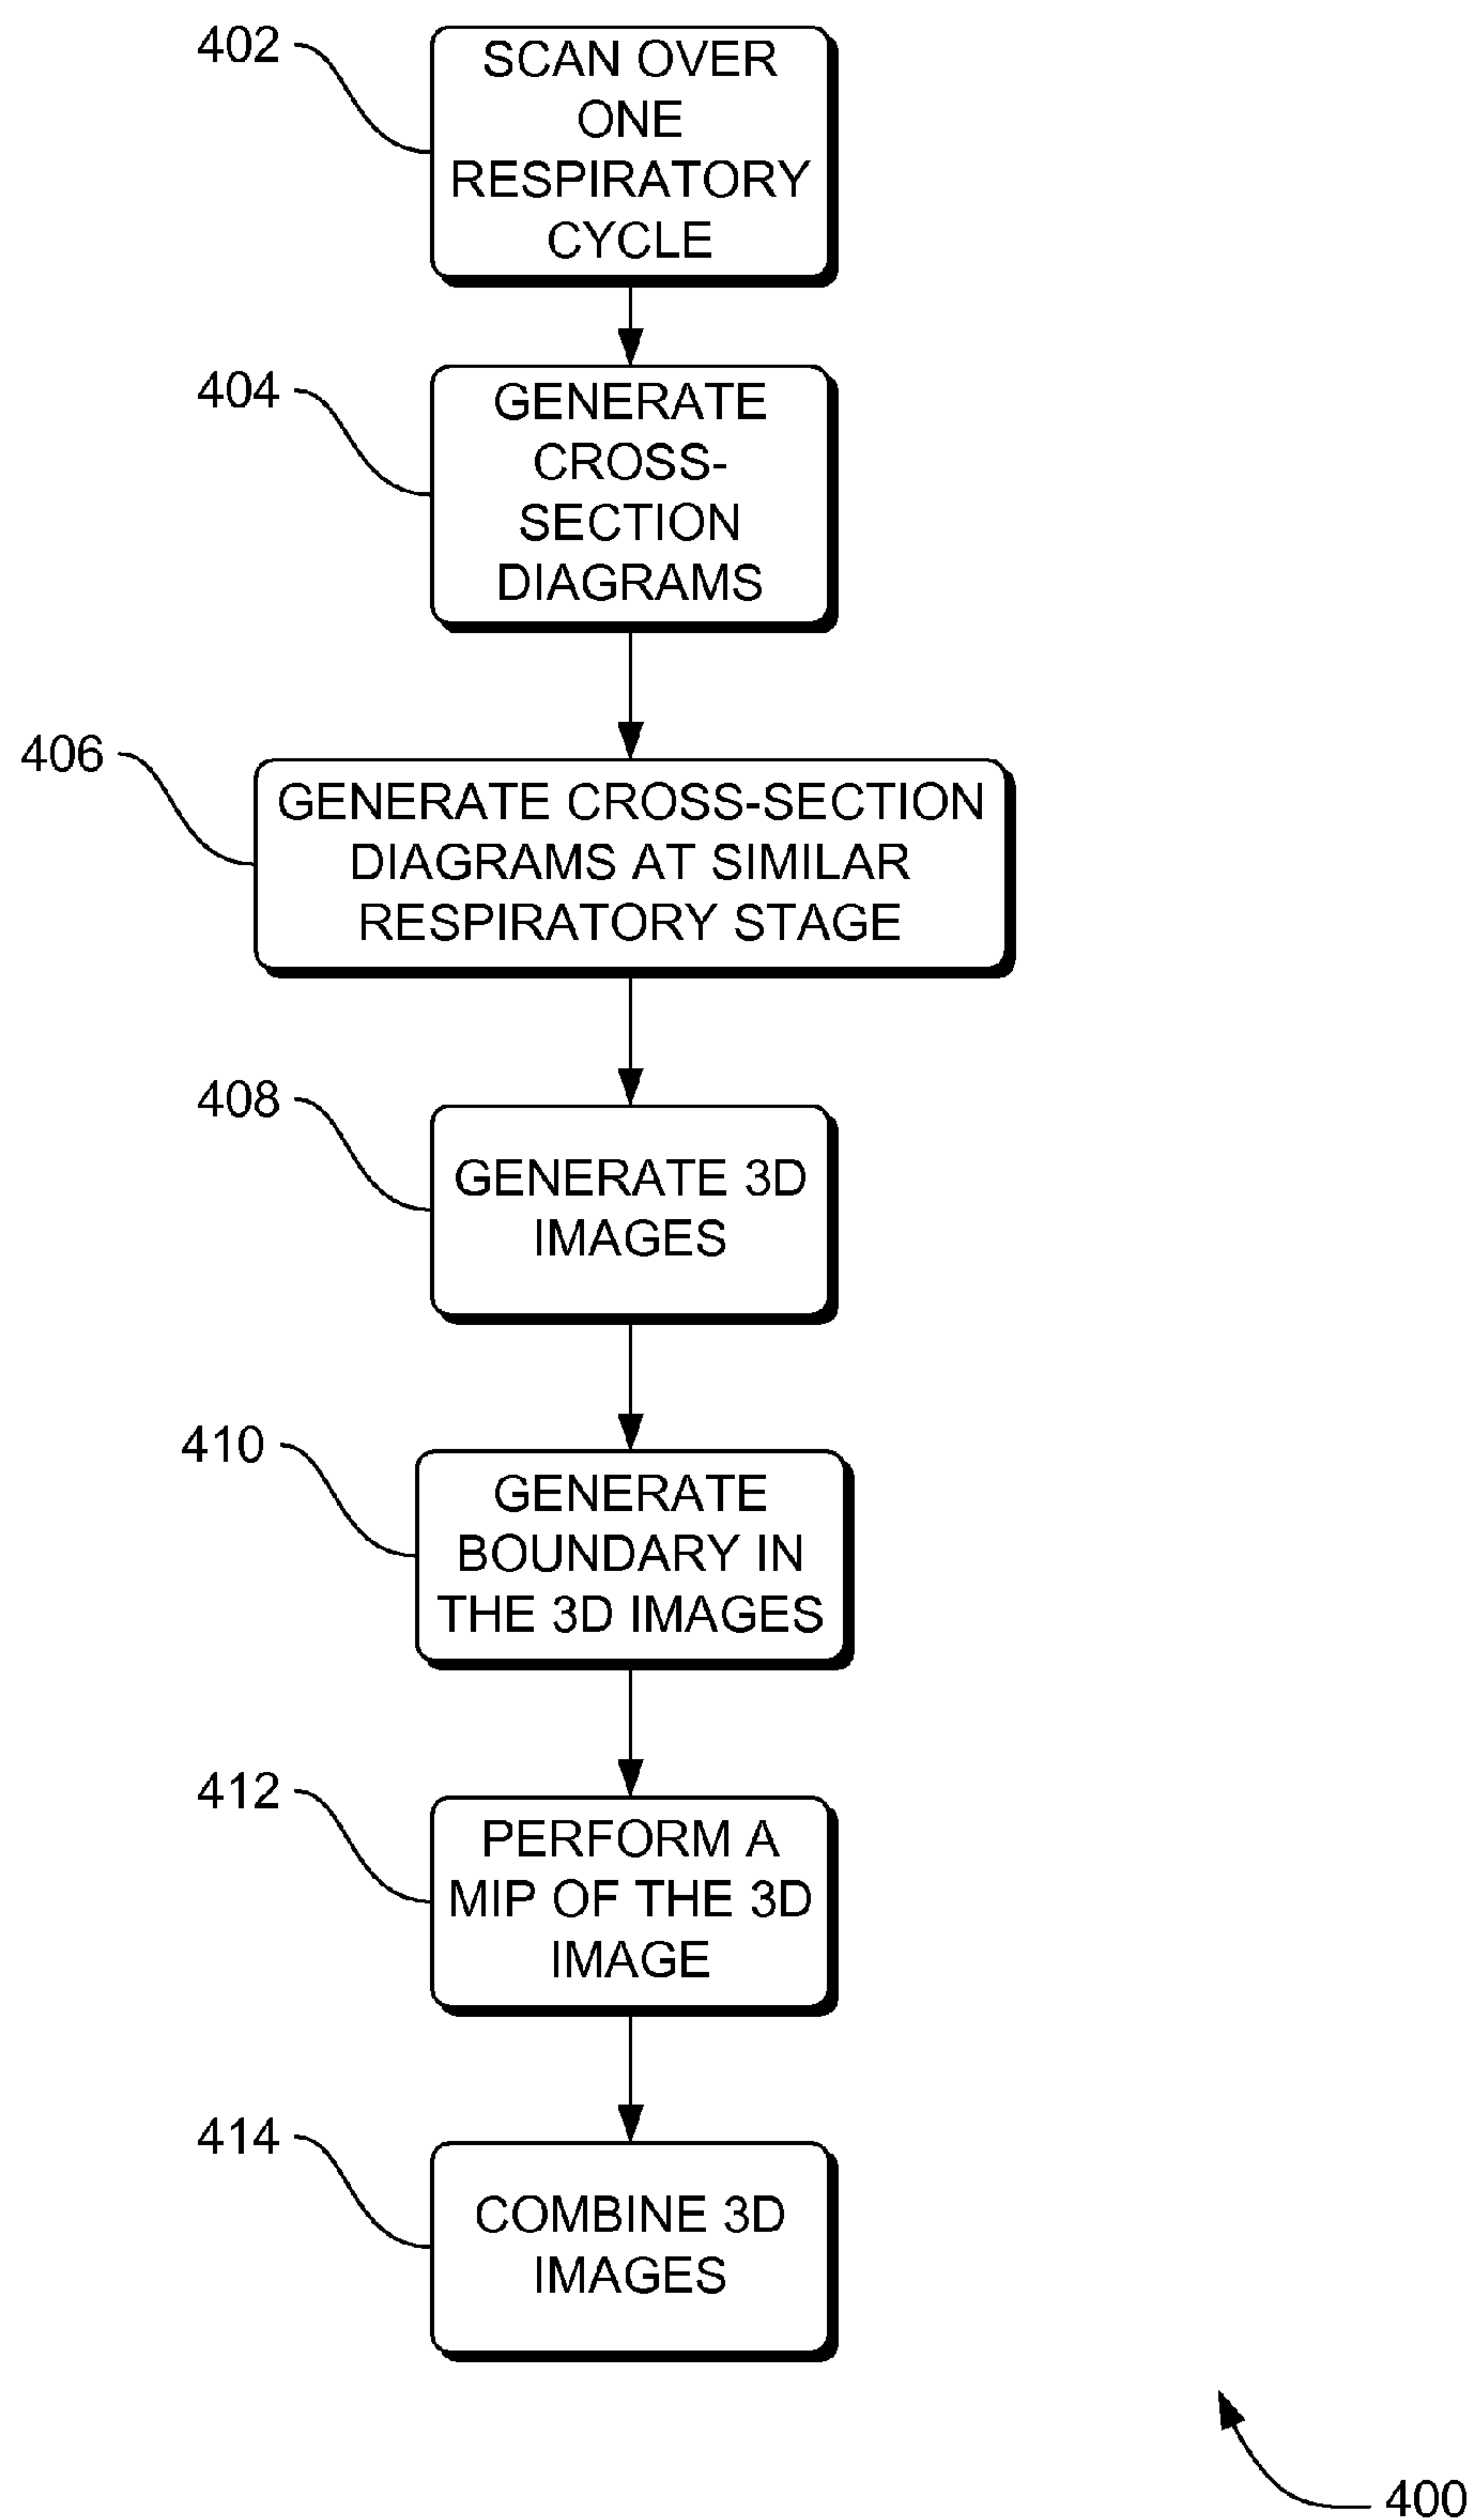 402
SCAN OVER
ONE
RESPIRATORY
CYCLE
404
GENERATE
CROSS-
SECTION
DIAGRAMS
406
GENERATE CROSS-SECTION
DIAGRAMS AT SIMILAR
RESPIRATORY STAGE
408
GENERATE 3D
IMAGES
410
GENERATE
BOUNDARY IN
THE 3D IMAGES
412
PERFORM A
MIP OF THE 3D
IMAGE
414
COMBINE 3D
IMAGES
400